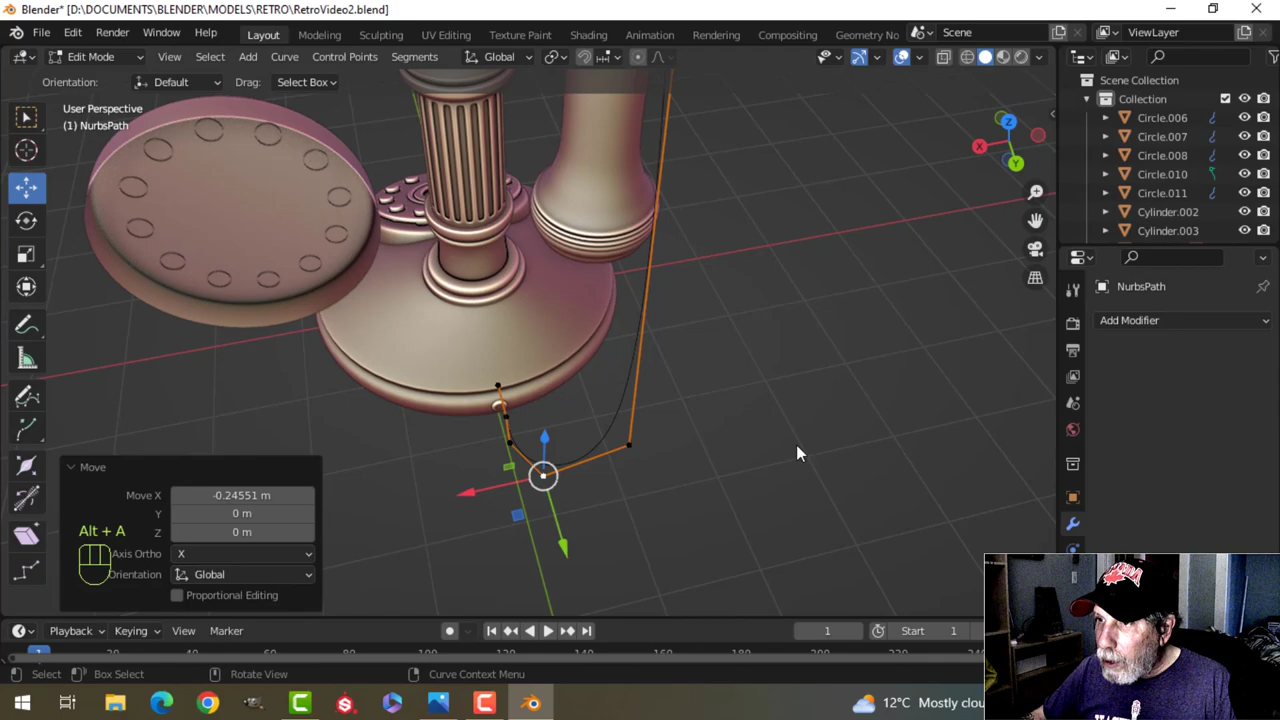 Blender* [D:\DOCUMENTS\BLENDER\MODELS\RETRO\RetroVideo2.blend]
File Edit Render Window Help Layout Modeling Sculpting UV Editing Texture Paint Shading Animation Rendering Compositing Geometry No Scene ViewLayer
Edit Mode View Select Add Curve Control Points Segments Global
Orientation: Default Drag: Select Box
Scene Collection
Collection
User Perspective
(1) NurbsPath
Circle.006
Circle.007
Circle.008
Circle.010
Circle.011
Cylinder.002
Cylinder.003
X Y Z
NurbsPath
Add Modifier
Move
Move X -0.24551 m
Y 0 m
Z 0 m
Alt + A
Axis Ortho X
Orientation Global
Proportional Editing
Playback Keying View Marker 1 Start 1
Select Box Select Rotate View Curve Context Menu
12°C Mostly clou